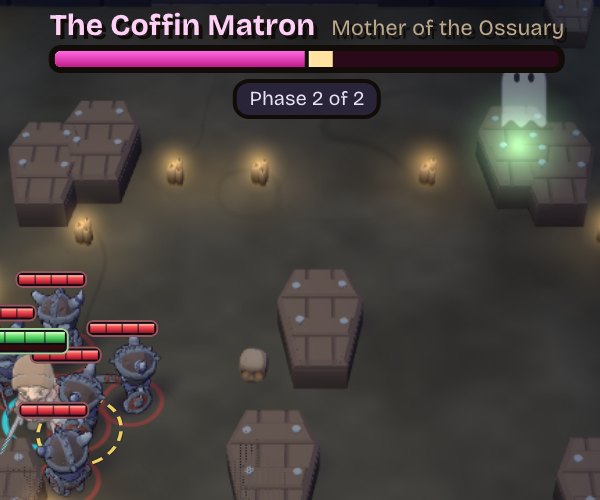 The Coffin Matron Mother of the Ossuary
Phase 2 of 2